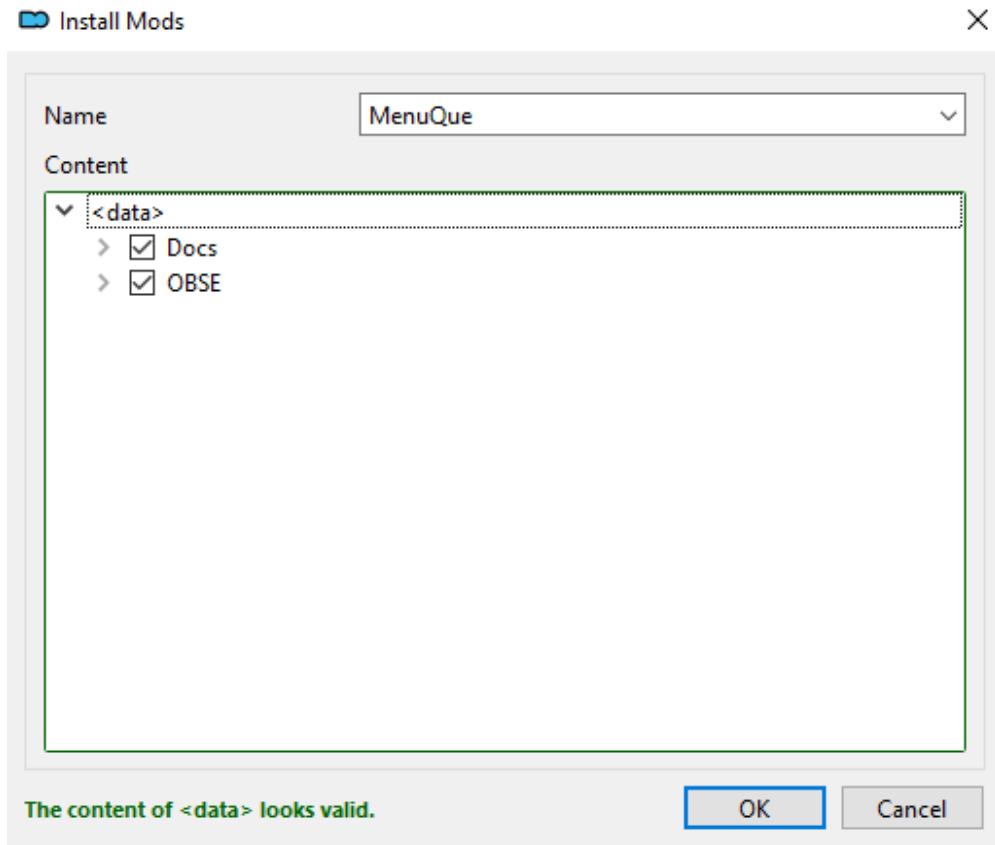 Install Mods
Name MenuQue
Content
<data>
Docs
OBSE
The content of <data> looks valid. OK Cancel